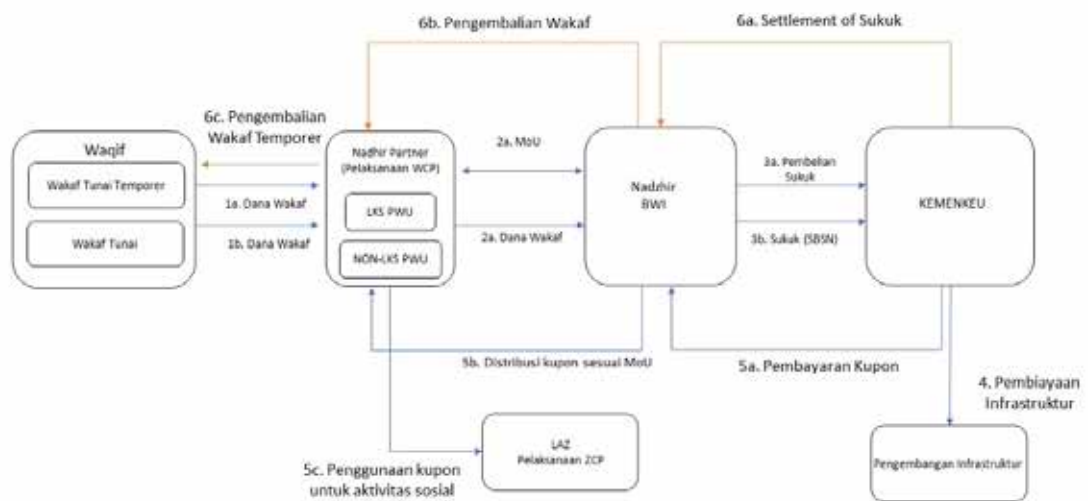 6b. Pengembalian Wakaf
6a. Settlement of Sukuk
6c. Pengembalian
Wakaf Temporer
Waqif
Wakaf Tunai Temporer
Wakaf Tunai
1a. Dana Wakaf
1b. Dana Wakaf
Nadhir Partner
(Pelaksanaan WCP)
LKS PWU
NON-LKS PWU
2a. MoU
2a. Dana Wakaf
Nadzhir
BWI
3a. Pembelian
Sukuk
3b. Sukuk (SBSN)
KEMENKEU
5b. Distribusi kupon sesuai MoU
5a. Pembayaran Kupon
4. Pembiayaan
Infrastruktur
5c. Penggunaan kupon
untuk aktivitas sosial
LAZ
Pelaksanaan ZCP
Pengembangan Infrastruktur